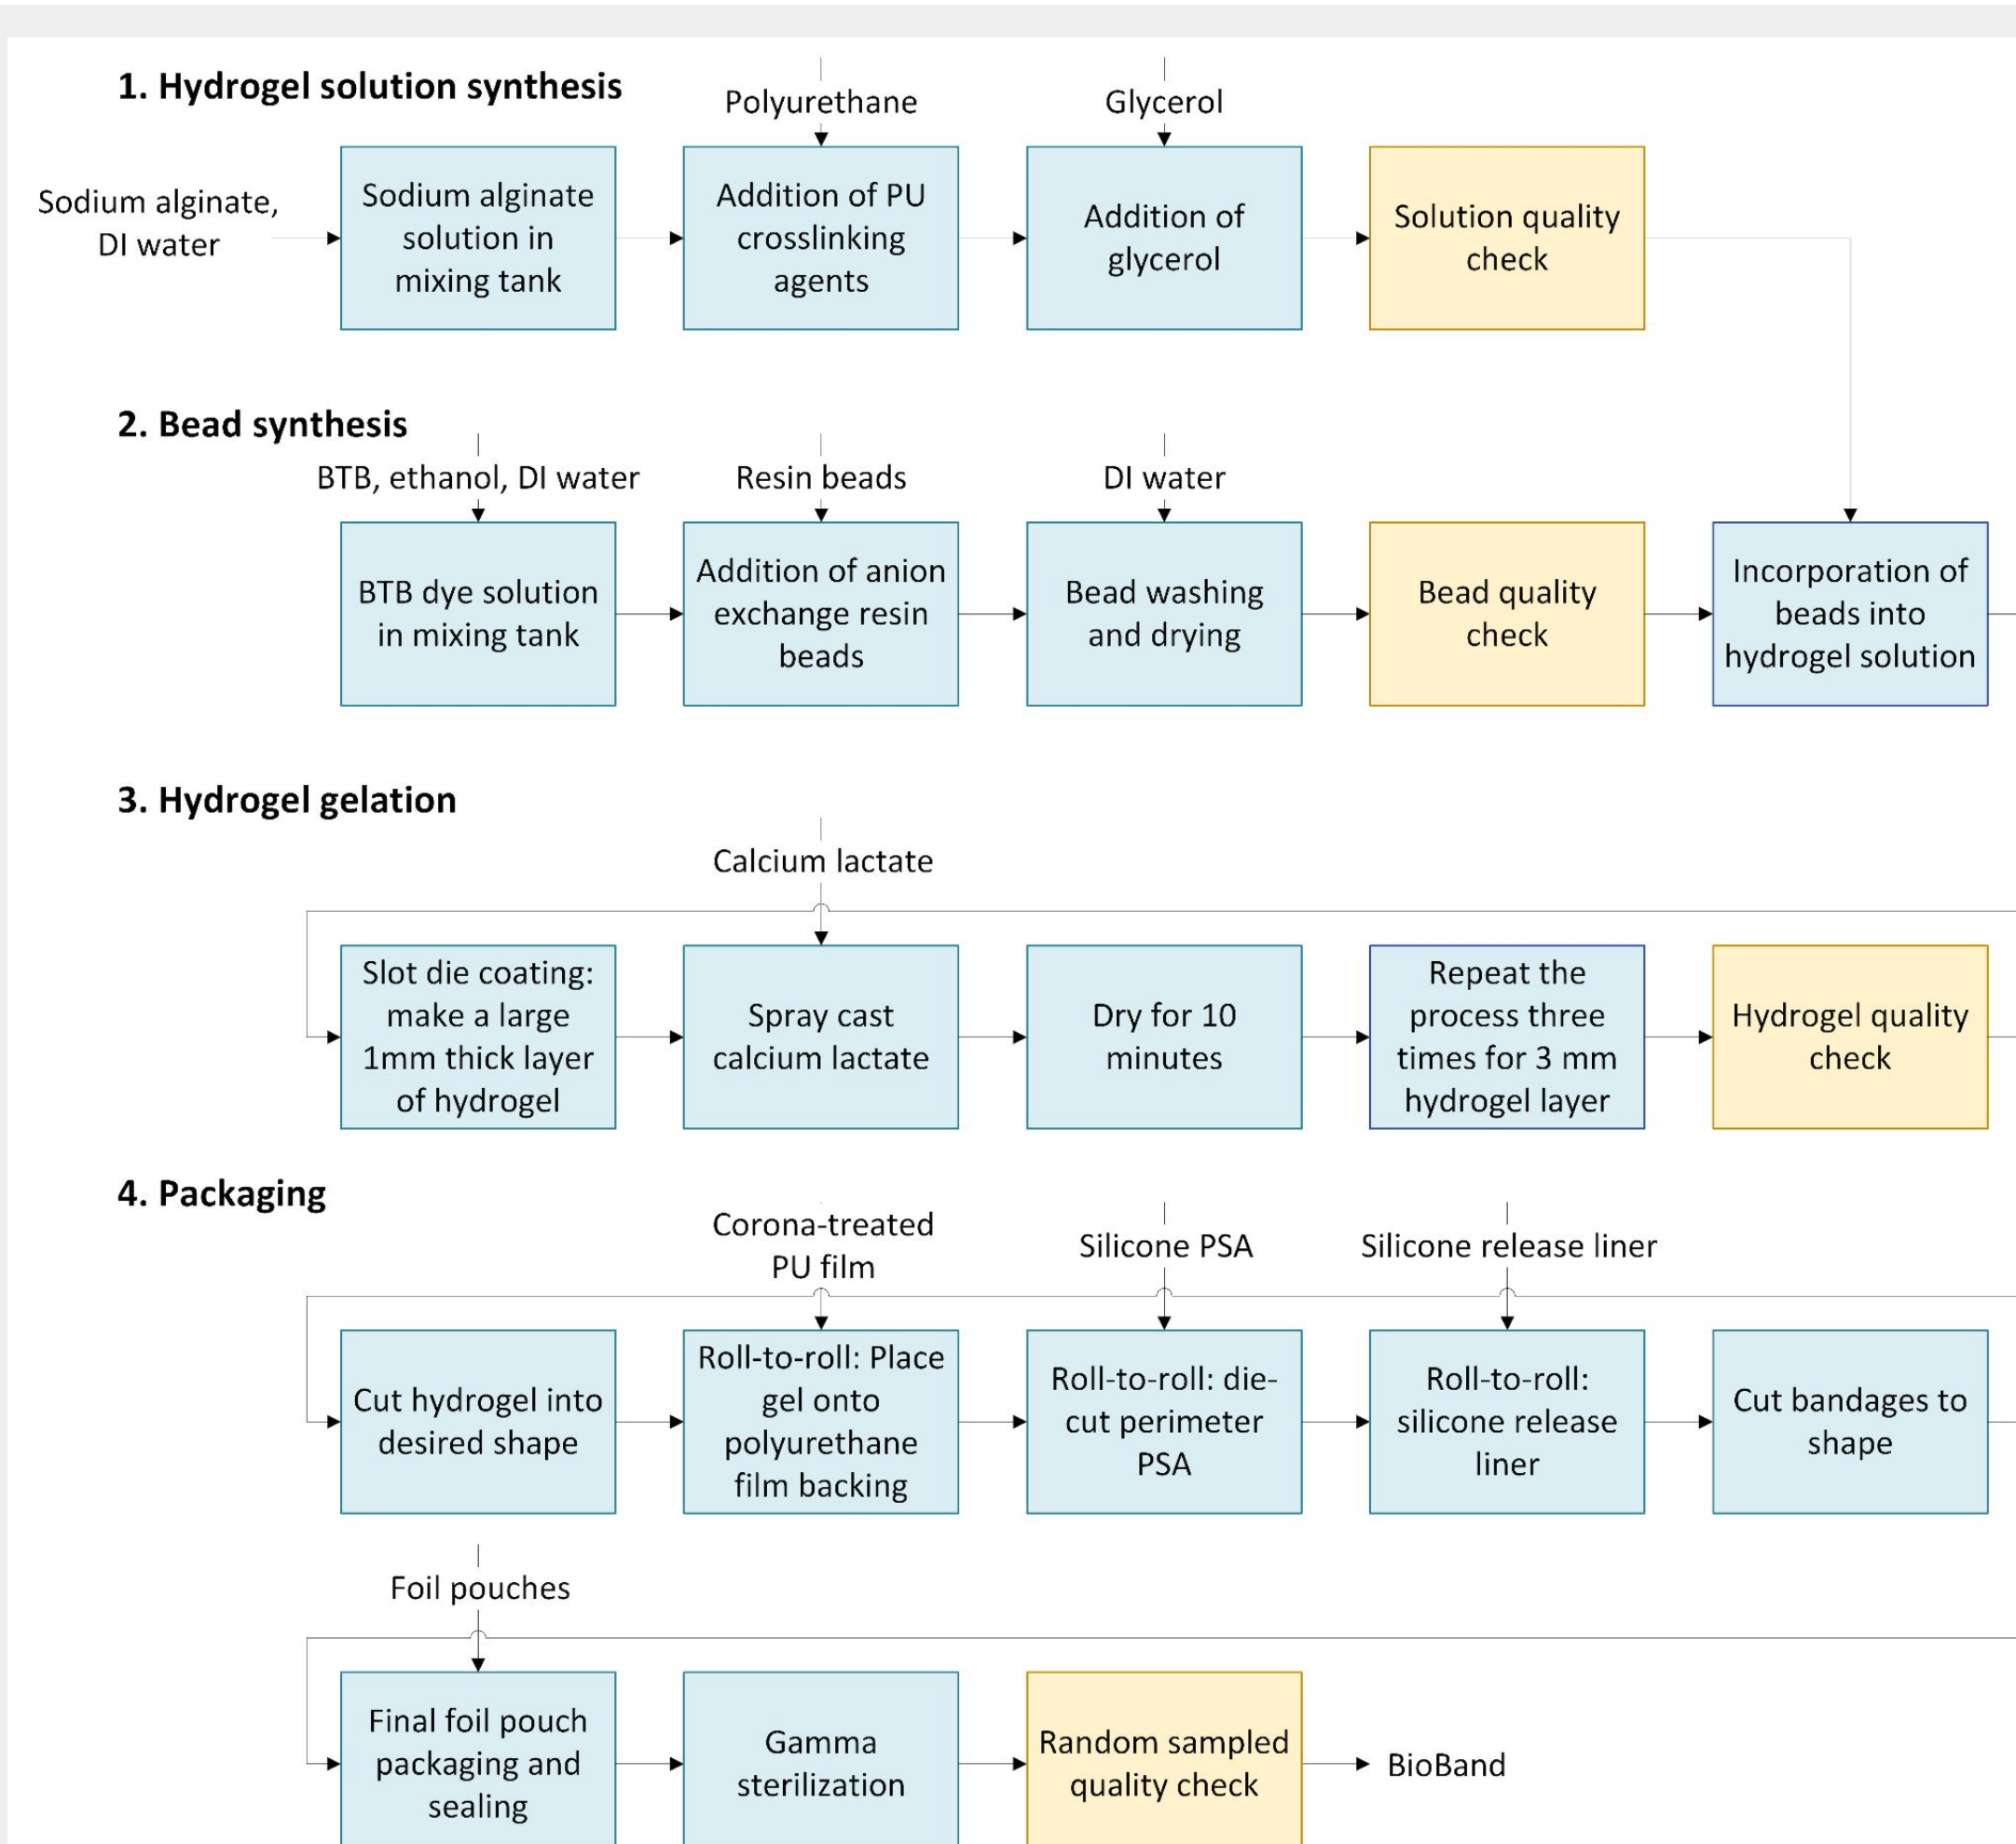 1. Hydrogel solution synthesis
Polyurethane
Glycerol
Sodium alginate,
DI water
Sodium alginate
solution in
mixing tank
Addition of PU
crosslinking
agents
Addition of
glycerol
Solution quality
check
2. Bead synthesis
BTB, ethanol, DI water
Resin beads
DI water
BTB dye solution
in mixing tank
Addition of anion
exchange resin
beads
Bead washing
and drying
Bead quality
check
Incorporation of
beads into
hydrogel solution
3. Hydrogel gelation
Calcium lactate
Slot die coating:
make a large
1mm thick layer
of hydrogel
Spray cast
calcium lactate
Dry for 10
minutes
Repeat the
process three
times for 3 mm
hydrogel layer
Hydrogel quality
check
4. Packaging
Corona-treated
PU film
Silicone PSA
Silicone release liner
Cut hydrogel into
desired shape
Roll-to-roll: Place
gel onto
polyurethane
film backing
Roll-to-roll: die-
cut perimeter
PSA
Roll-to-roll:
silicone release
liner
Cut bandages to
shape
Foil pouches
Final foil pouch
packaging and
sealing
Gamma
sterilization
Random sampled
quality check
BioBand